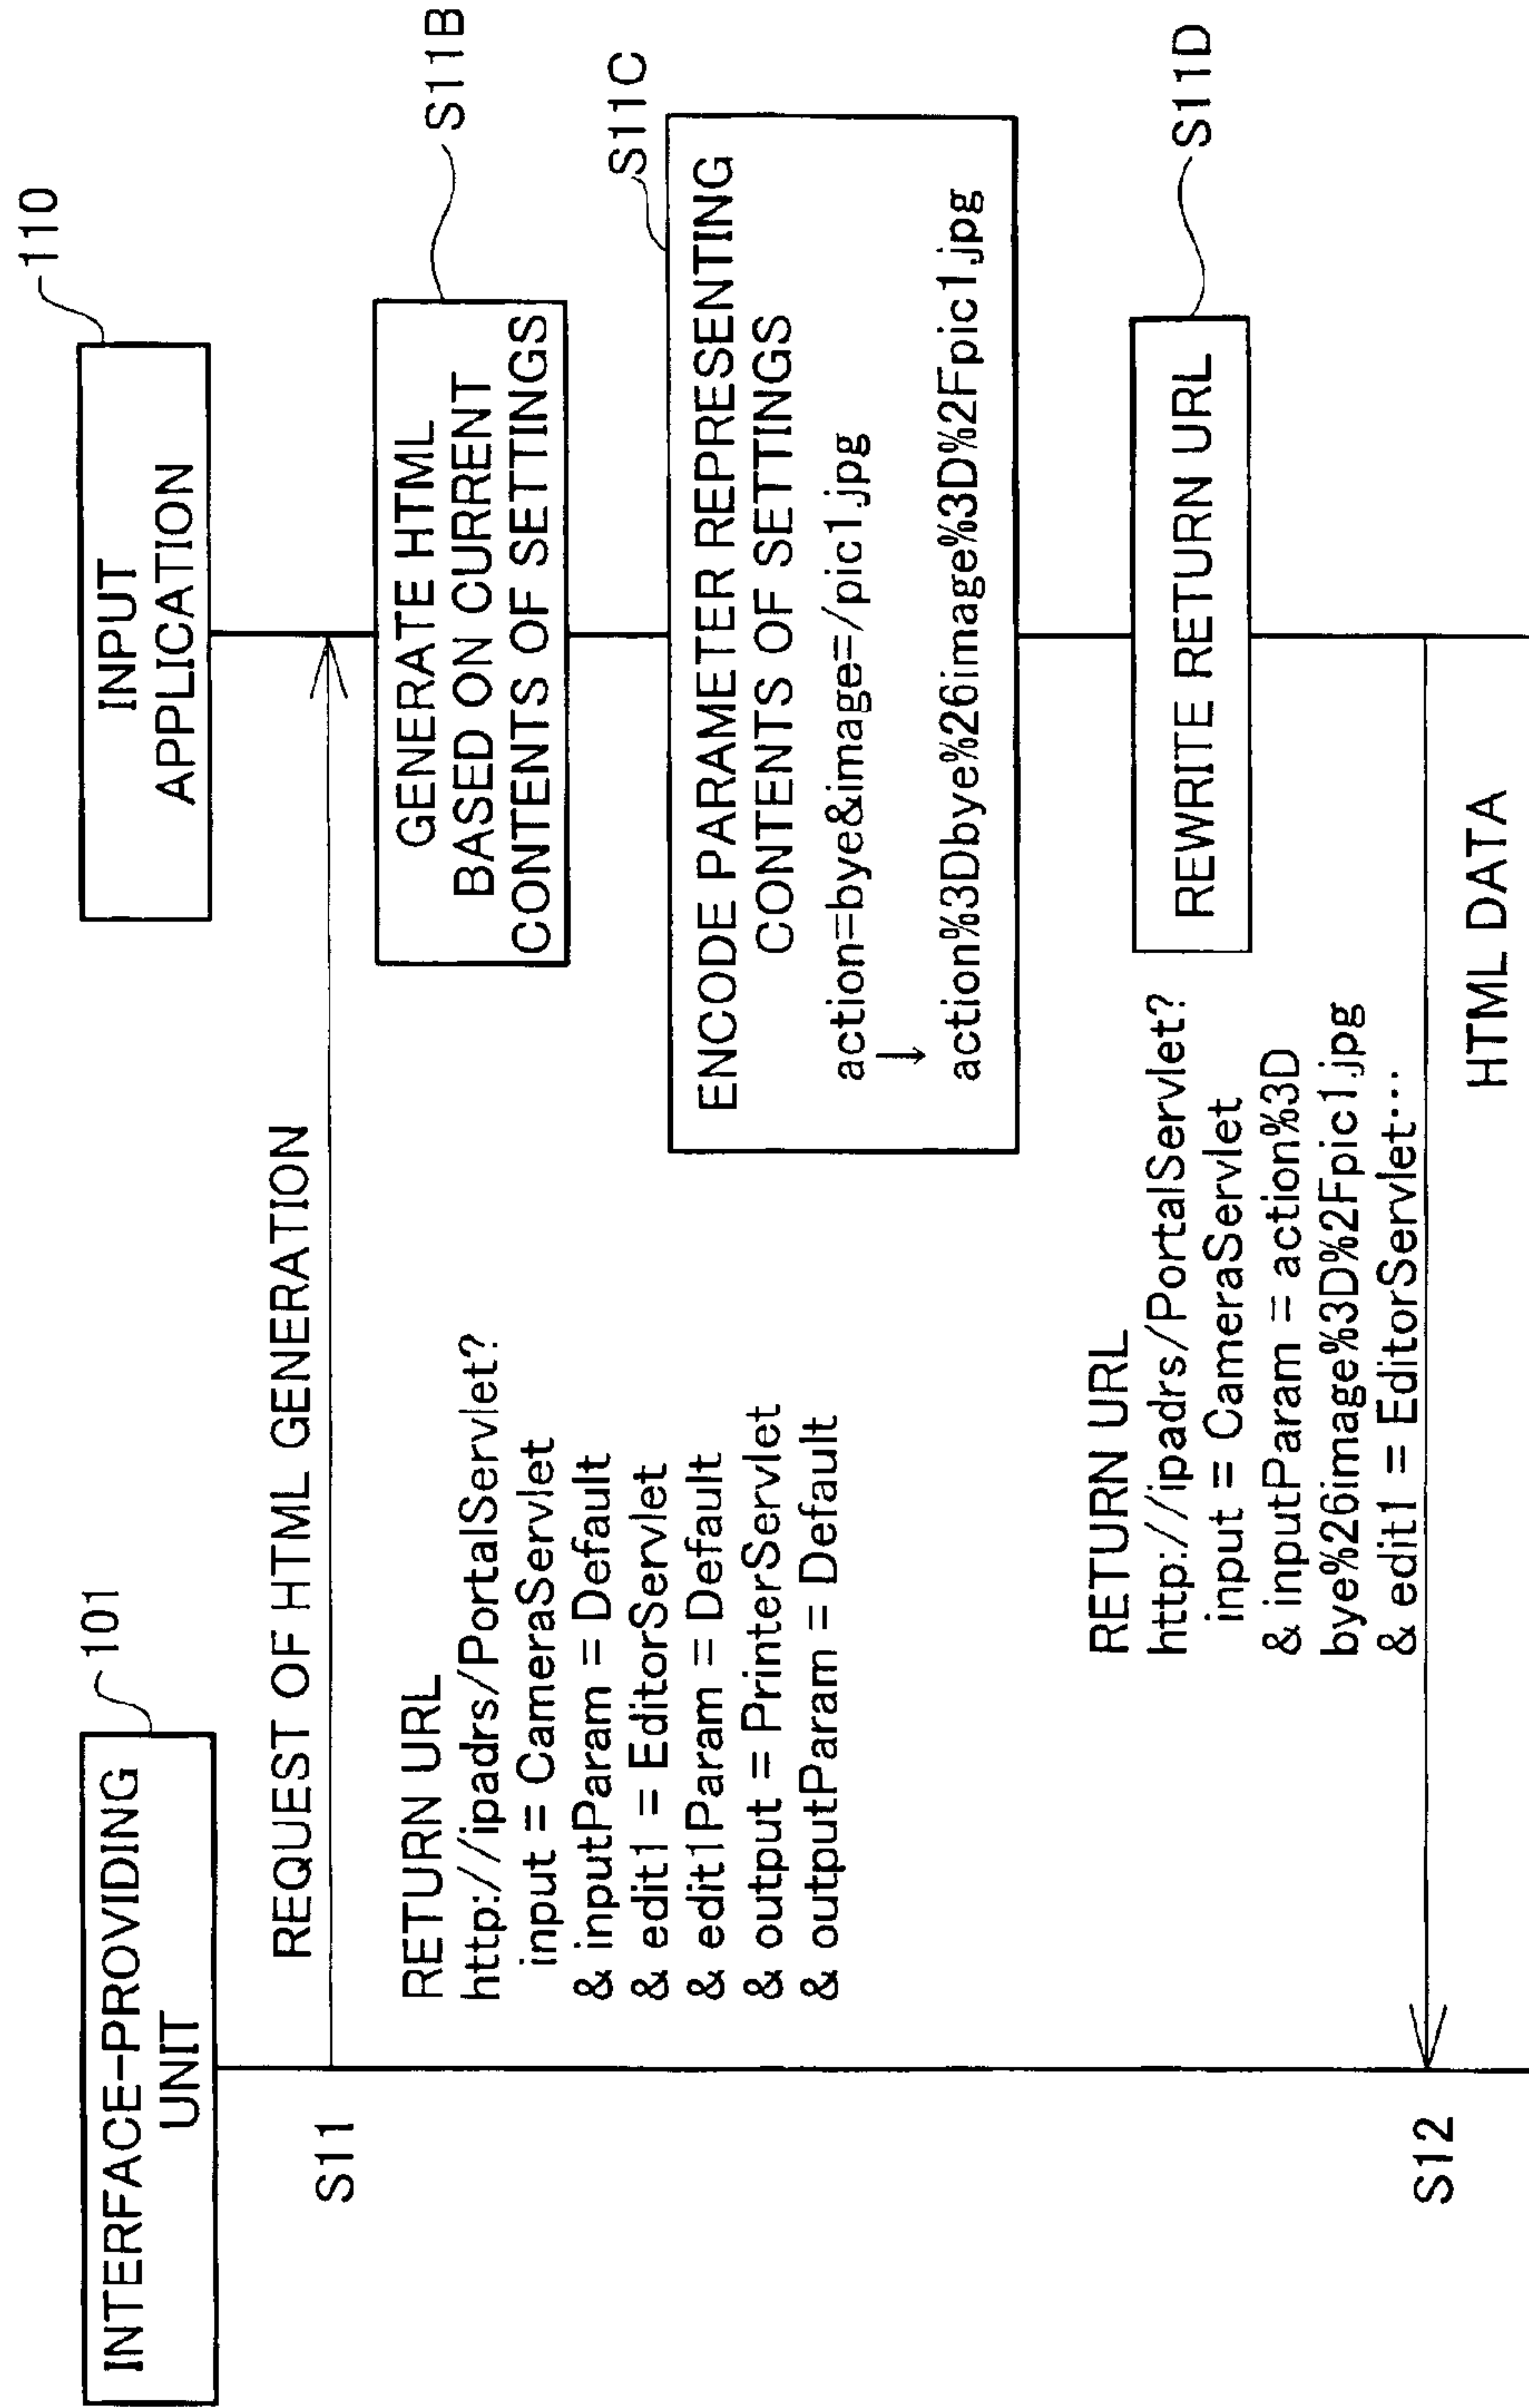 INTERFACE-PROVIDING
UNIT
101
INPUT
APPLICATION
110
S11
REQUEST OF HTML GENERATION
RETURN URL
http://ipadrs/PortalServlet?
input = CameraServlet
& inputParam = Default
& edit1 = EditorServlet
& edit1Param = Default
& output = PrinterServlet
& outputParam = Default
GENERATE HTML
BASED ON CURRENT
CONTENTS OF SETTINGS
S11B
S11C
ENCODE PARAMETER REPRESENTING
CONTENTS OF SETTINGS
action=bye&image=/pic1.jpg
↓
action%3Dbye%26image%3D%2Fpic1.jpg
REWRITE RETURN URL
S11D
RETURN URL
http://ipadrs/PortalServlet?
input = CameraServlet
& inputParam = action%3D
bye%26image%3D%2Fpic1.jpg
& edit1 = EditorServlet···
S12
HTML DATA